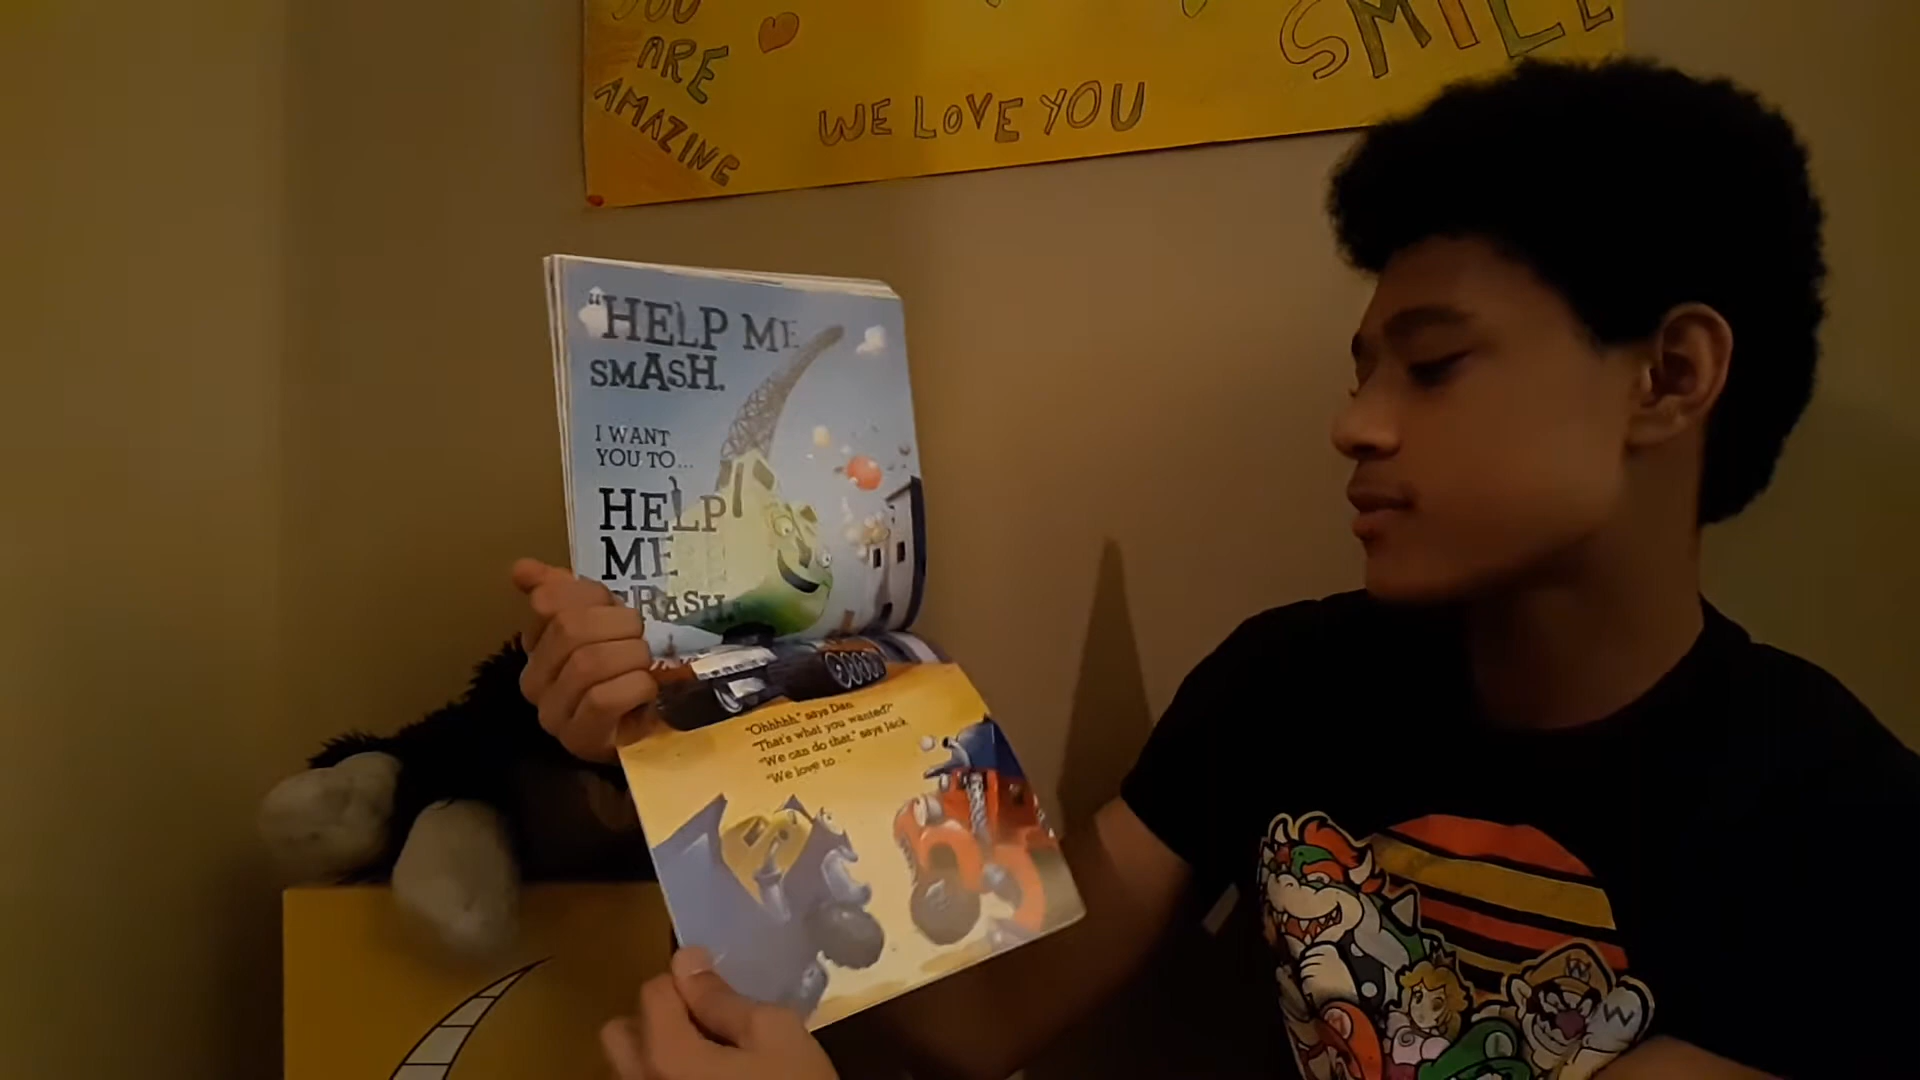 YOU
ARE
AMAZING
WE LOVE YOU
SMILE
"HELP ME
SMASH.
I WANT
YOU TO...
HELP
ME
CRASH.
"Ohhhhh," says Dan.
"That's what you wanted?"
"We can do that," says Jack.
"We love to . . ."
W